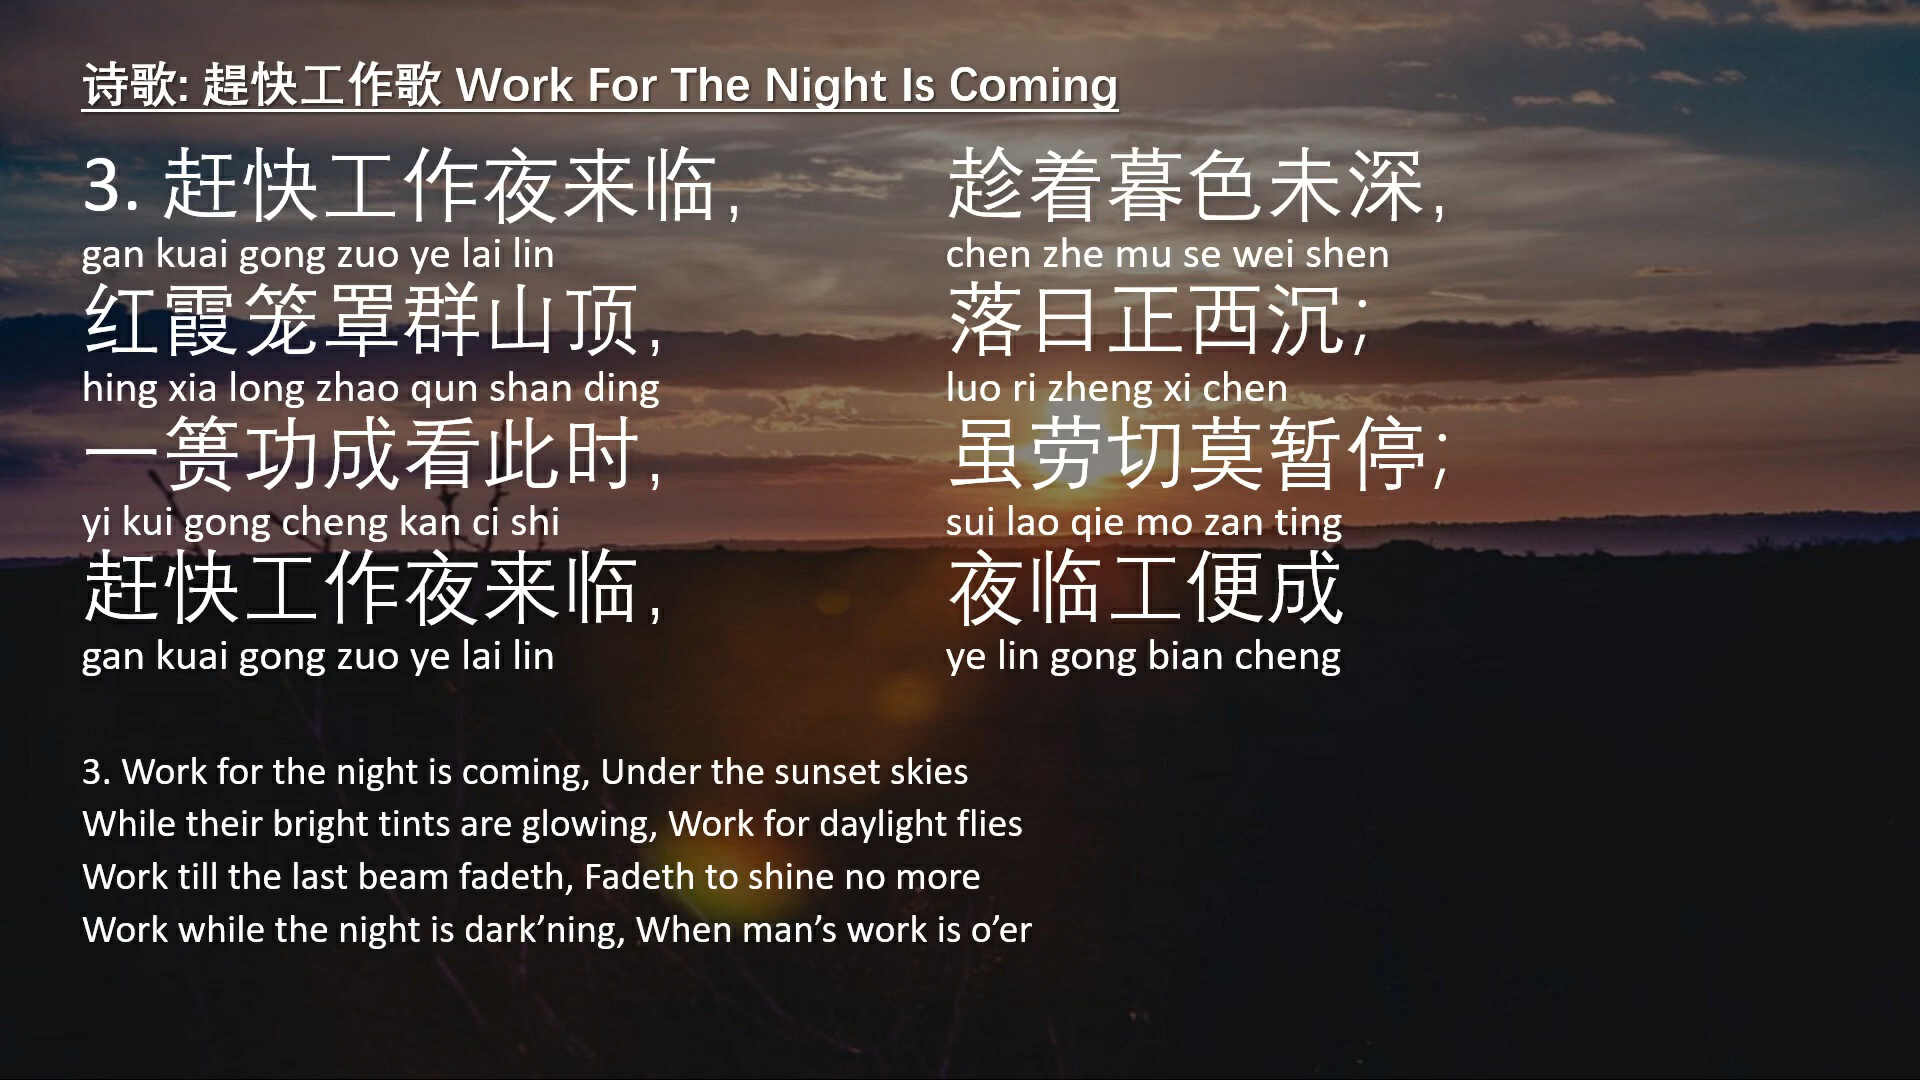 诗歌: 趕快工作歌 Work For The Night Is Coming
3. 赶快工作夜来临, 趁着暮色未深,
gan kuai gong zuo ye lai lin chen zhe mu se wei shen
红霞笼罩群山顶, 落日正西沉;
hing xia long zhao qun shan ding luo ri zheng xi chen
一篑功成看此时, 虽劳切莫暂停;
yi kui gong cheng kan ci shi sui lao qie mo zan ting
赶快工作夜来临, 夜临工便成
gan kuai gong zuo ye lai lin ye lin gong bian cheng
3. Work for the night is coming, Under the sunset skies
While their bright tints are glowing, Work for daylight flies
Work till the last beam fadeth, Fadeth to shine no more
Work while the night is dark’ning, When man’s work is o’er